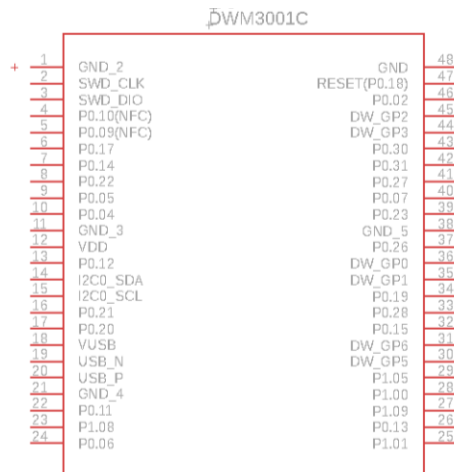 DWM3001C
1 GND_2 GND 48
2 SWD_CLK RESET(P0.18) 47
3 SWD_DIO P0.02 46
4 P0.10(NFC) DW_GP2 45
5 P0.09(NFC) DW_GP3 44
6 P0.17 P0.30 43
7 P0.14 P0.31 42
8 P0.22 P0.27 41
9 P0.05 P0.07 40
10 P0.04 P0.23 39
11 GND_3 GND_5 38
12 VDD P0.26 37
13 P0.12 DW_GP0 36
14 I2C0_SDA DW_GP1 35
15 I2C0_SCL P0.19 34
16 P0.21 P0.28 33
17 P0.20 P0.15 32
18 VUSB DW_GP6 31
19 USB_N DW_GP5 30
20 USB_P P1.05 29
21 GND_4 P1.00 28
22 P0.11 P1.09 27
23 P1.08 P0.13 26
24 P0.06 P1.01 25